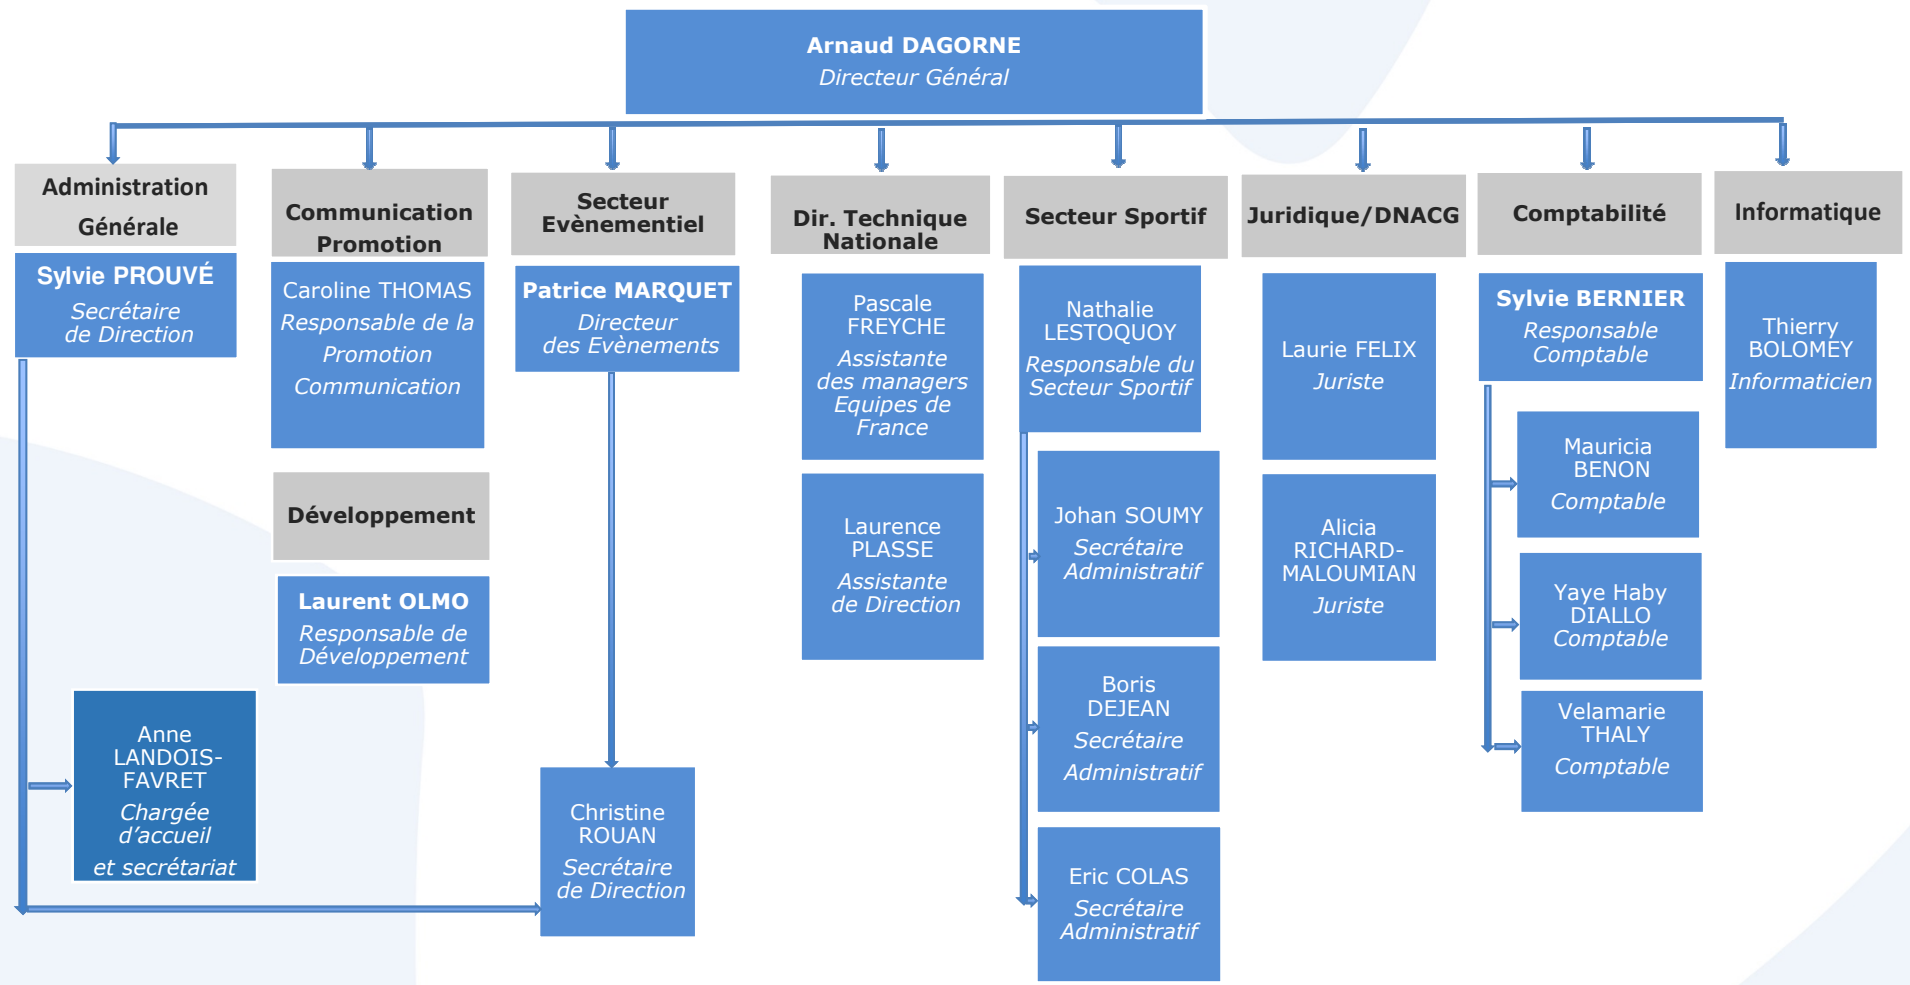 Arnaud DAGORNE
Directeur Général
Administration
Générale
Sylvie PROUVÉ
Secrétaire
de Direction
Anne
LANDOIS-
FAVRET
Chargée
d’accueil
et secrétariat
Communication
Promotion
Caroline THOMAS
Responsable de la
Promotion
Communication
Développement
Laurent OLMO
Responsable de
Développement
Secteur
Evènementiel
Patrice MARQUET
Directeur
des Evènements
Christine
ROUAN
Secrétaire
de Direction
Dir. Technique
Nationale
Pascale
FREYCHE
Assistante
des managers
Equipes de
France
Laurence
PLASSE
Assistante
de Direction
Secteur Sportif
Nathalie
LESTOQUOY
Responsable du
Secteur Sportif
Johan SOUMY
Secrétaire
Administratif
Boris
DEJEAN
Secrétaire
Administratif
Eric COLAS
Secrétaire
Administratif
Juridique/DNACG
Laurie FELIX
Juriste
Alicia
RICHARD-
MALOUMIAN
Juriste
Comptabilité
Sylvie BERNIER
Responsable
Comptable
Mauricia
BENON
Comptable
Yaye Haby
DIALLO
Comptable
Velamarie
THALY
Comptable
Informatique
Thierry
BOLOMEY
Informaticien